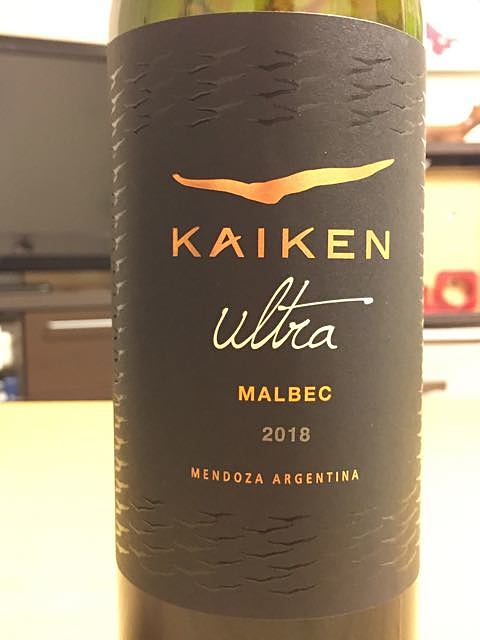 KAIKEN
ultra
MALBEC
2018
MENDOZA ARGENTINA